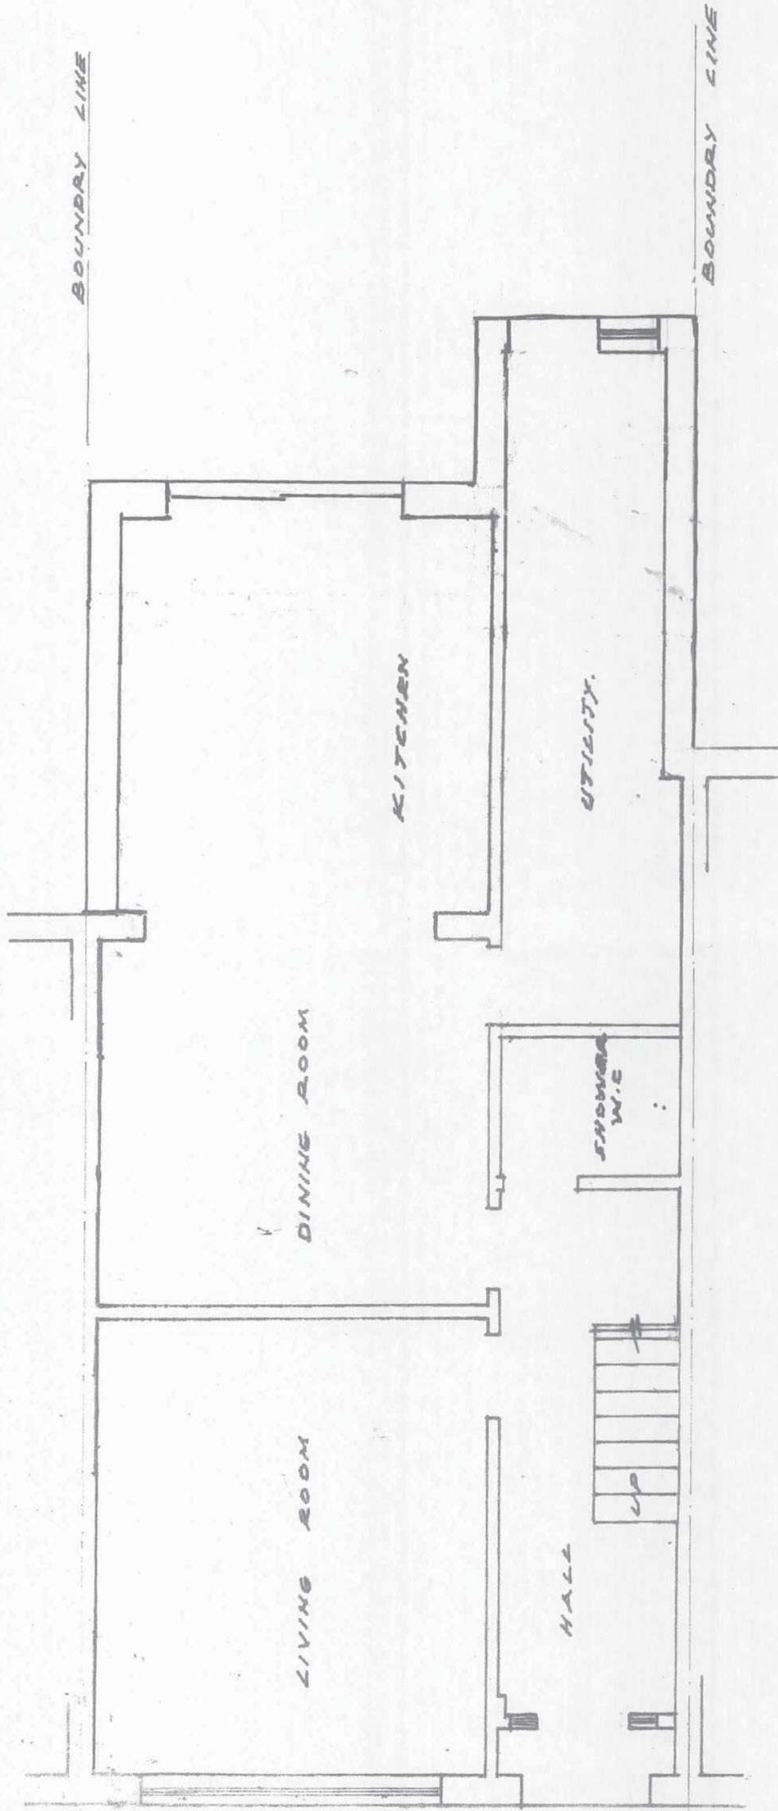 BOUNDRY LINE
BOUNDRY LINE
KITCHEN
UTILITY.
DINING ROOM
SHOWER
W.C
LIVING ROOM
HALL
UP